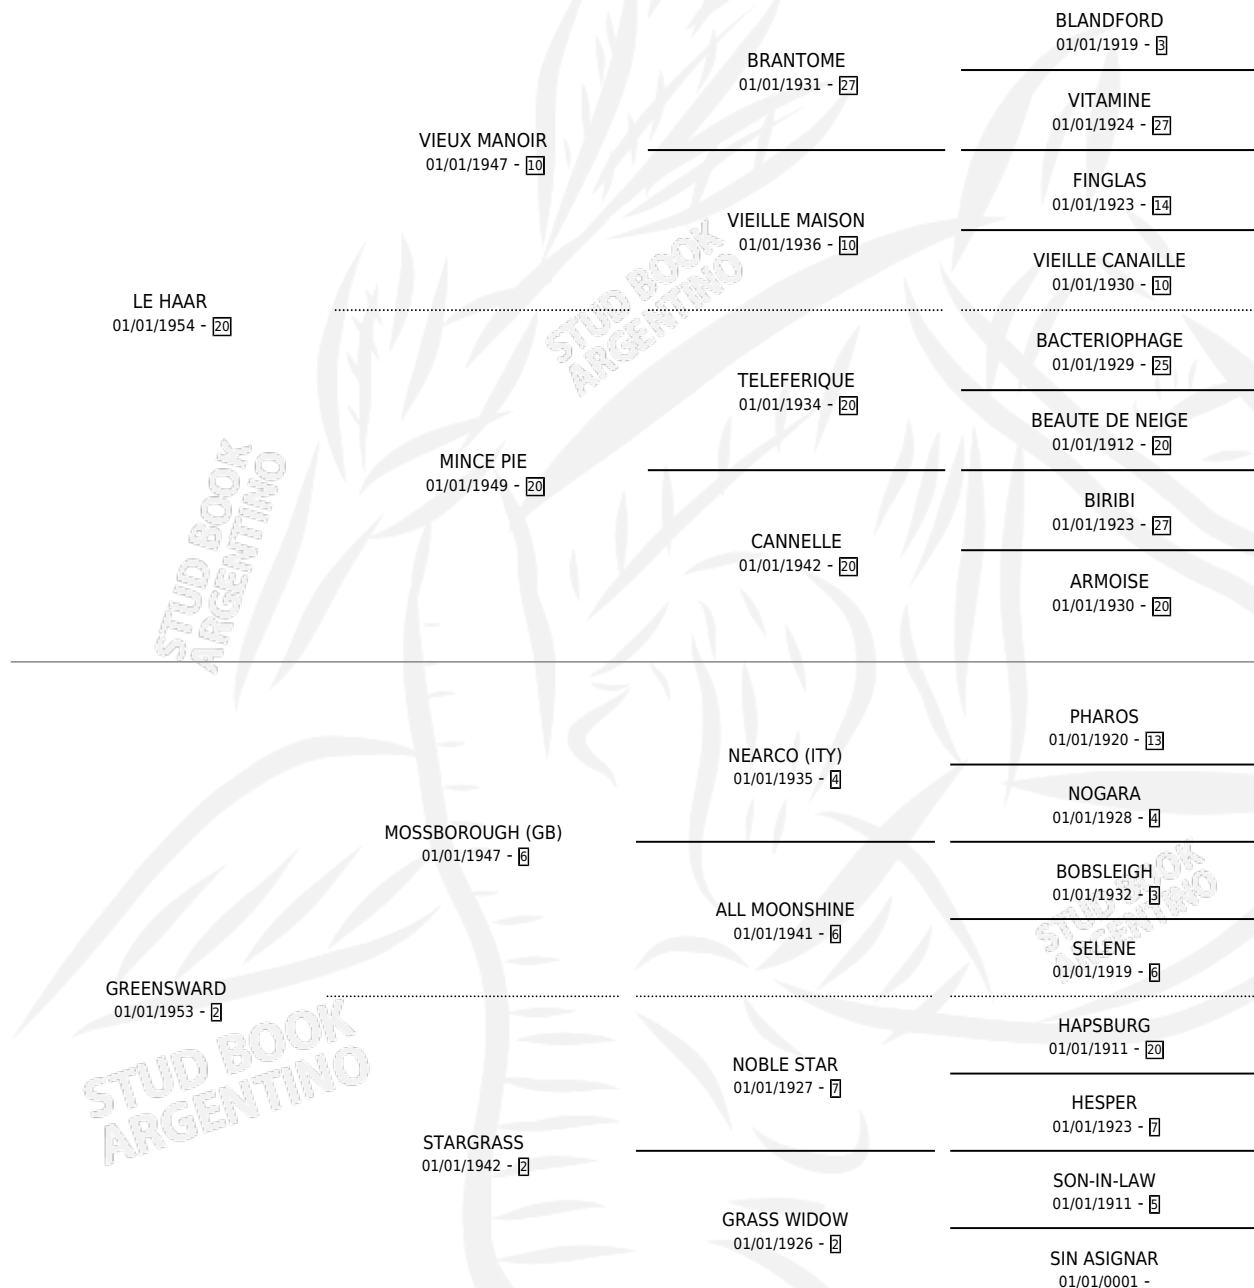 BLANDFORD
01/01/1919 - 3
BRANTOME
01/01/1931 - 27
VITAMINE
01/01/1924 - 27
VIEUX MANOIR
01/01/1947 - 10
FINGLAS
01/01/1923 - 14
VIEILLE MAISON
01/01/1936 - 10
VIEILLE CANAILLE
01/01/1930 - 10
LE HAAR
01/01/1954 - 20
BACTERIOPHAGE
01/01/1929 - 25
TELEFERIQUE
01/01/1934 - 20
BEAUTE DE NEIGE
01/01/1912 - 20
MINCE PIE
01/01/1949 - 20
BIRIBI
01/01/1923 - 27
CANNELLE
01/01/1942 - 20
ARMOISE
01/01/1930 - 20
PHAROS
01/01/1920 - 13
NEARCO (ITY)
01/01/1935 - 4
NOGARA
01/01/1928 - 4
MOSSBOROUGH (GB)
01/01/1947 - 6
BOBSLEIGH
01/01/1932 - 3
ALL MOONSHINE
01/01/1941 - 6
SELENE
01/01/1919 - 6
GREENSWARD
01/01/1953 - 2
HAPSBURG
01/01/1911 - 20
NOBLE STAR
01/01/1927 - 7
HESPER
01/01/1923 - 7
STARGRASS
01/01/1942 - 2
SON-IN-LAW
01/01/1911 - 5
GRASS WIDOW
01/01/1926 - 2
SIN ASIGNAR
01/01/0001 -
STUD BOOK
ARGENTINO
STUD BOOK
ARGENTINO
STUD BOOK
ARGENTINO
STUD BOOK
ARGENTINO